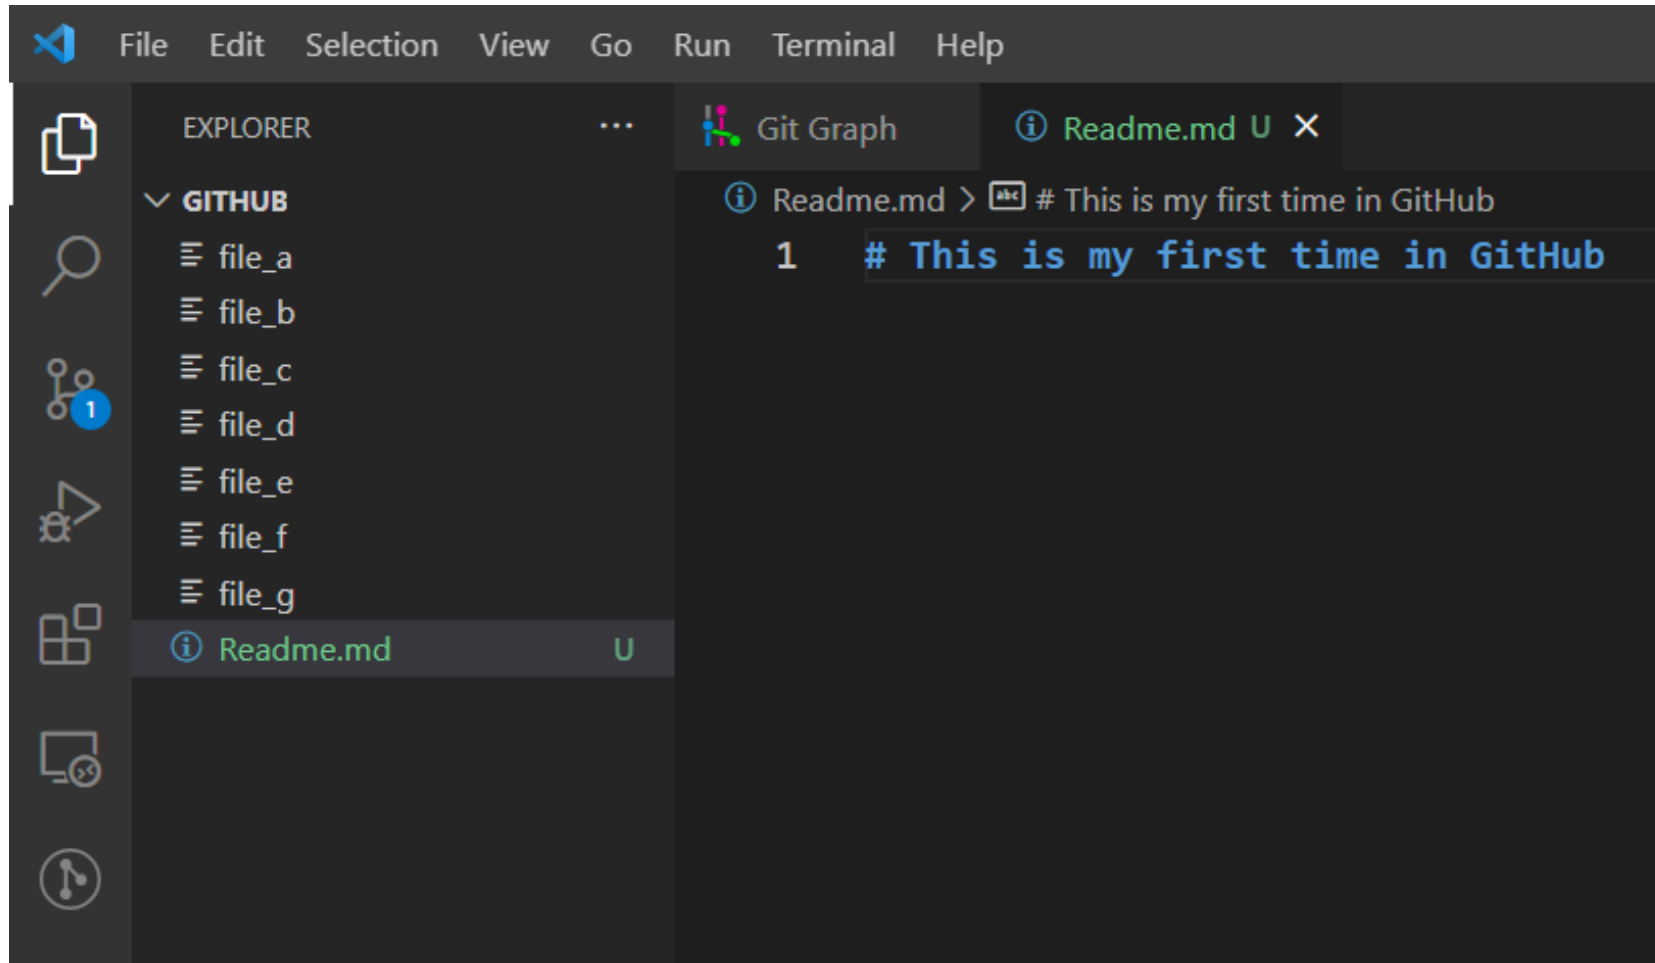 File Edit Selection View Go Run Terminal Help
EXPLORER ···
GITHUB
file_a
file_b
file_c
file_d
file_e
file_f
file_g
Readme.md U
1
Git Graph
Readme.md U
Readme.md > abc # This is my first time in GitHub
1 # This is my first time in GitHub